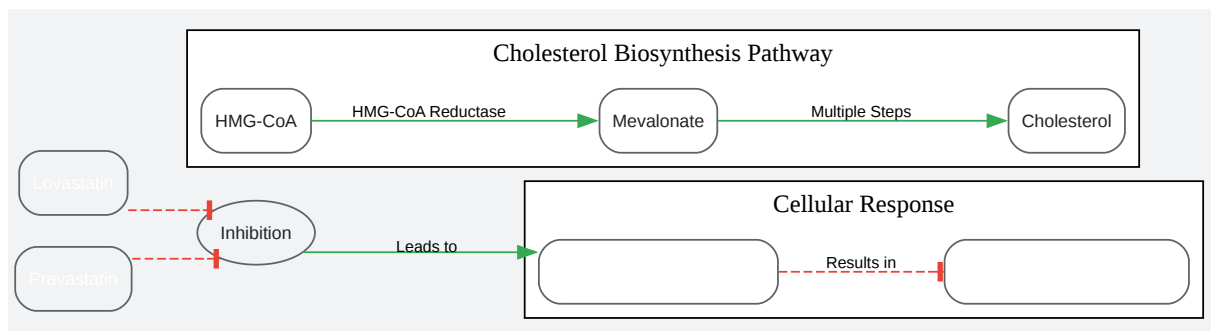 Cholesterol Biosynthesis Pathway
HMG-CoA
HMG-CoA Reductase
Mevalonate
Multiple Steps
Cholesterol
Lovastatin
Pravastatin
Inhibition
Leads to
Cellular Response
Results in